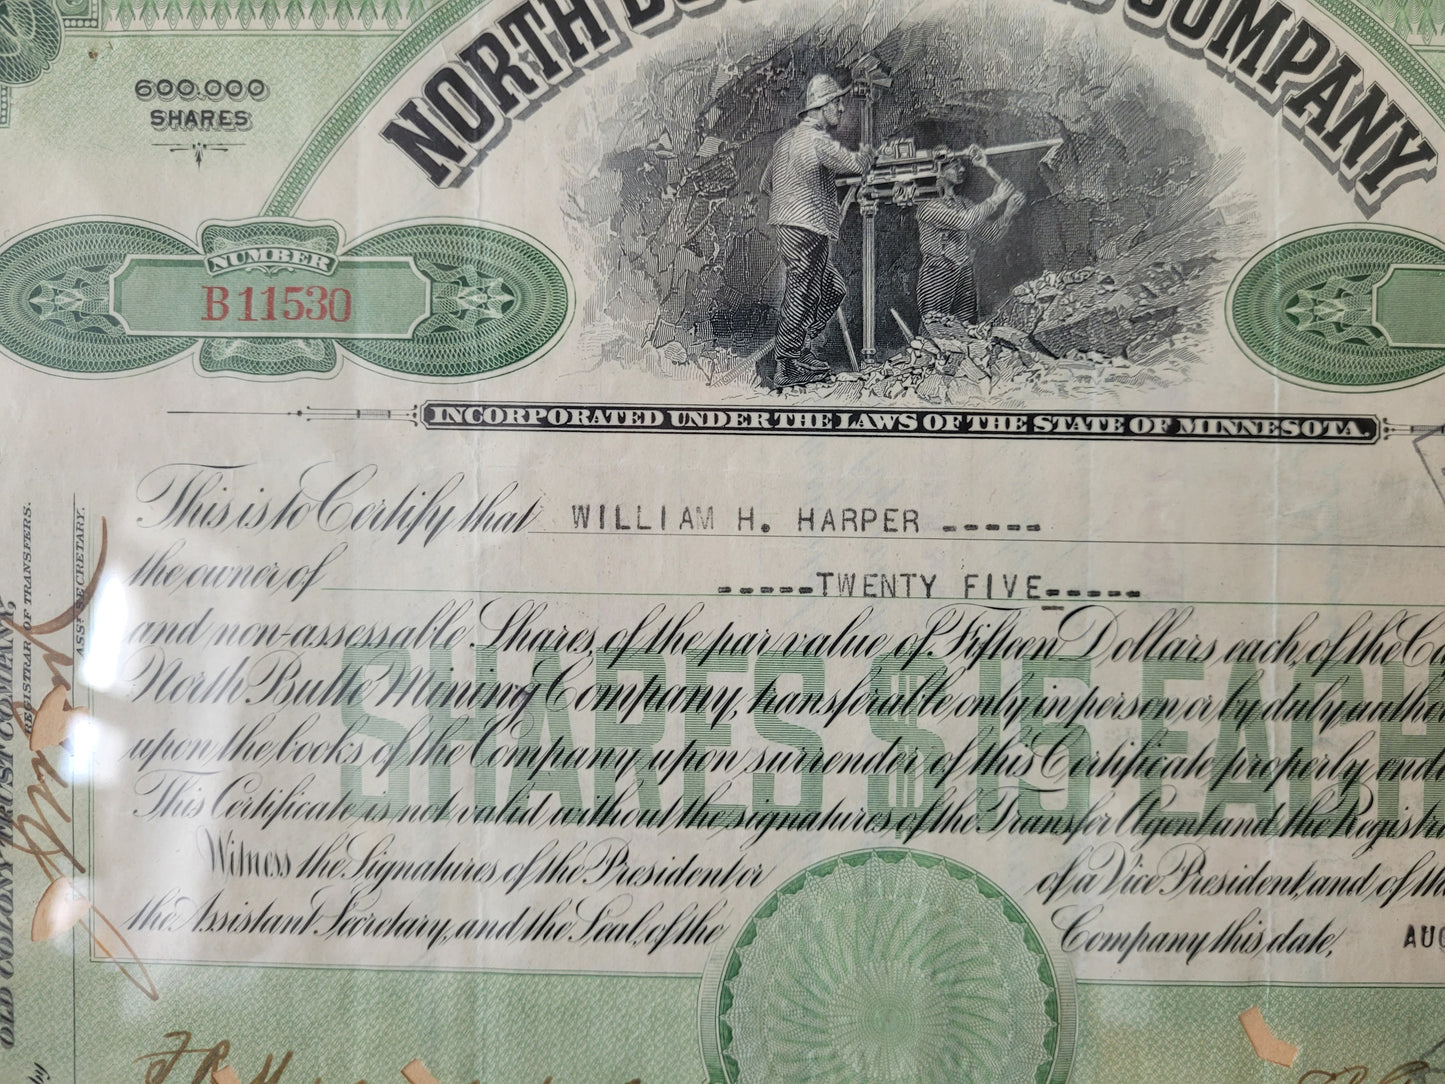 NORTH COMPANY
600.000
SHARES
NUMBER
B 11530
INCORPORATED UNDER THE LAWS OF THE STATE OF MINNESOTA.
This is to Certify that WILLIAM H. HARPER -----
the owner of -----TWENTY FIVE-----
and non-assessable Shares, of the par value of Fifteen Dollars each, of the
North Butte Mining Company, transferable only in person or by duly
upon the books of the Company upon surrender of this Certificate properly
This Certificate is not valid without the signatures of the Transfer Agent and the
SHARES $15 EACH
Witness the Signatures of the President or of a Vice President, and of
the Assistant Secretary, and the Seal, of the Company this date,
OLD COLONY TRUST COMPANY,
REGISTRAR OF TRANSFERS.
ASST SECRETARY.
by